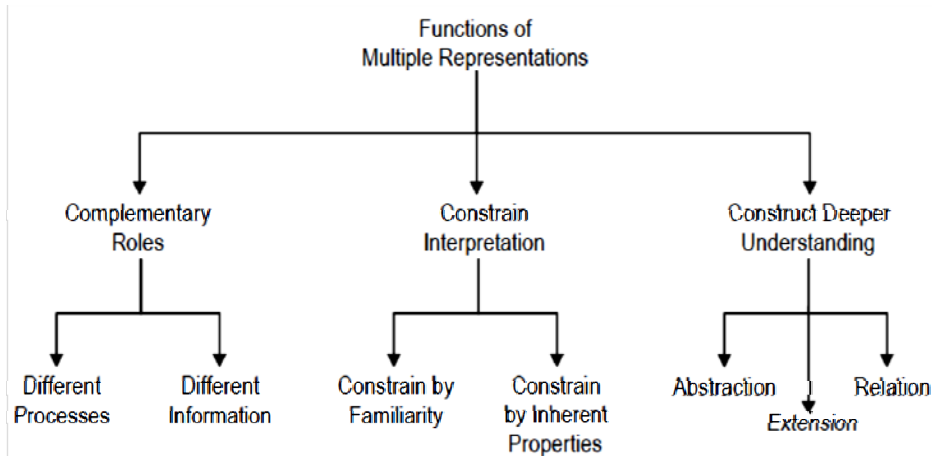 Functions of
Multiple Representations
Complementary
Roles
Constrain
Interpretation
Construct Deeper
Understanding
Different
Processes
Different
Information
Constrain by
Familiarity
Constrain
by Inherent
Properties
Abstraction
Extension
Relation